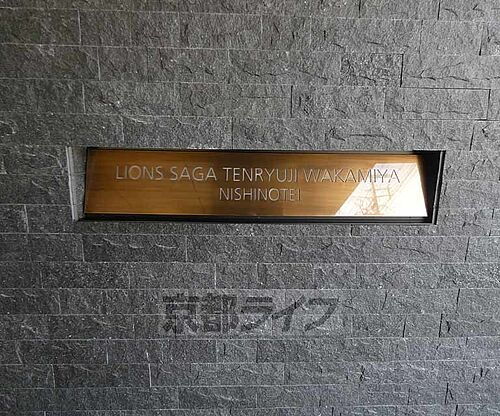 LIONS SAGA TENRYUJI WAKAMIYA
NISHINOTEI
京都ライフ